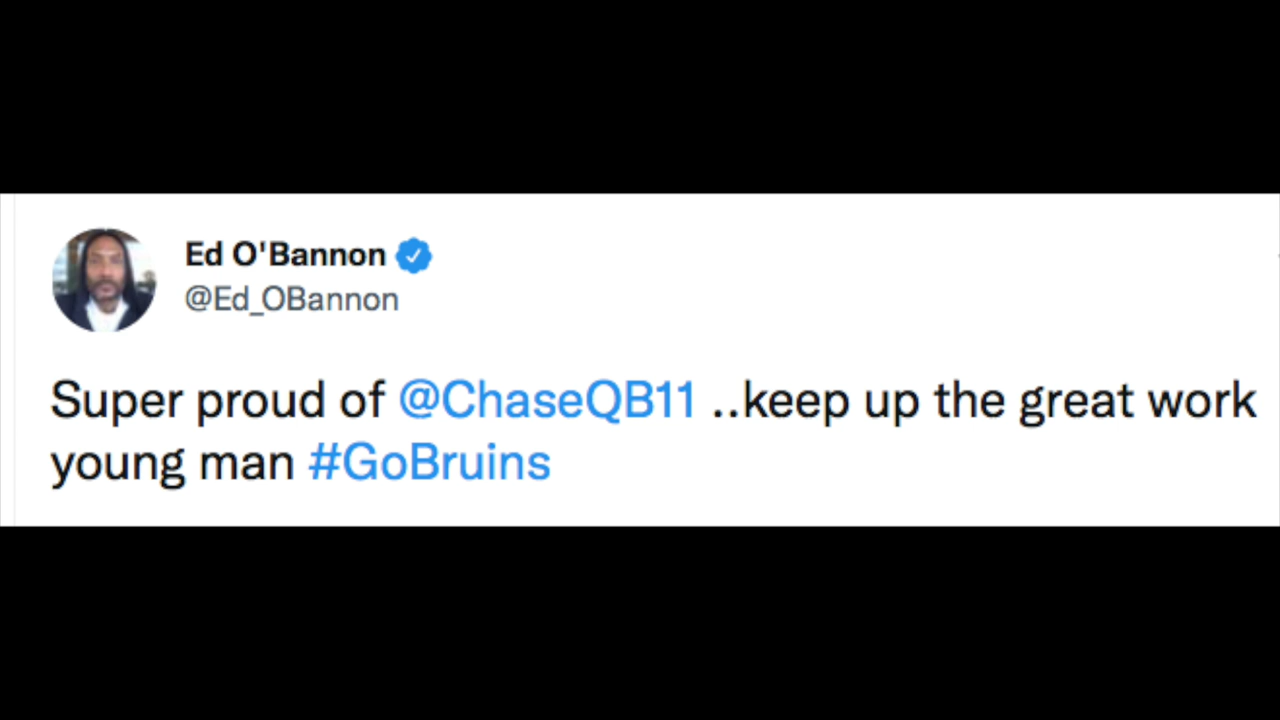 Ed O'Bannon
@Ed_OBannon
Super proud of @ChaseQB11 ..keep up the great work
young man #GoBruins